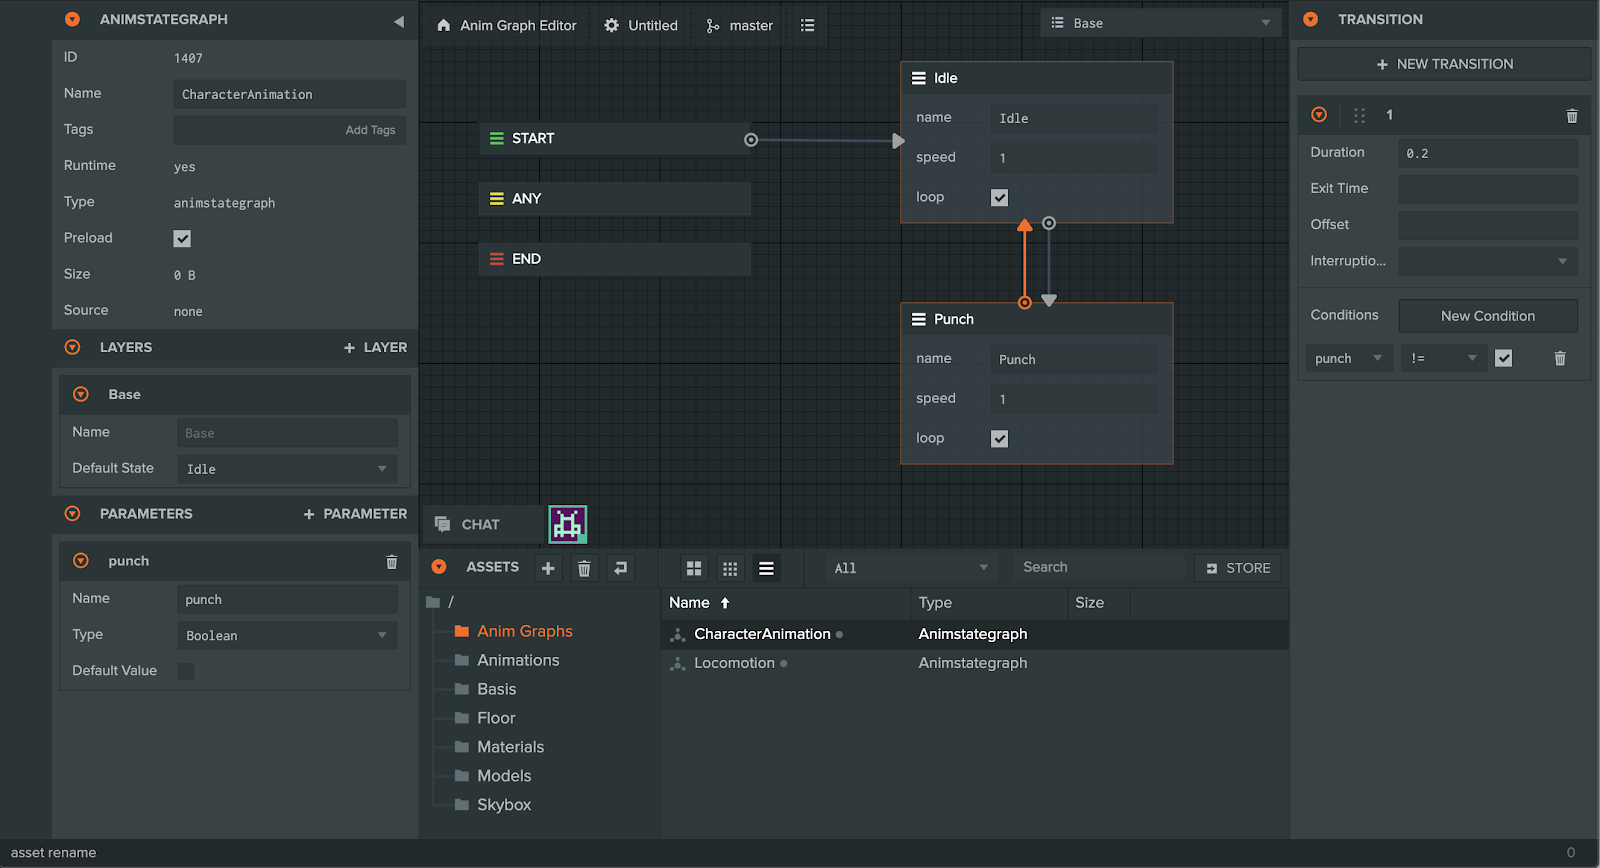 ANIMSTATEGRAPH
ID 1407
Name CharacterAnimation
Tags Add Tags
Runtime yes
Type animstategraph
Preload
Size 0 B
Source none
LAYERS + LAYER
Base
Name Base
Default State Idle
PARAMETERS + PARAMETER
punch
Name punch
Type Boolean
Default Value
Anim Graph Editor Untitled master
Base
START
ANY
END
Idle
name Idle
speed 1
loop
Punch
name Punch
speed 1
loop
CHAT
ASSETS All Search STORE
/
Anim Graphs
Animations
Basis
Floor
Materials
Models
Skybox
Name Type Size
CharacterAnimation Animstategraph
Locomotion Animstategraph
TRANSITION
+ NEW TRANSITION
1
Duration 0.2
Exit Time
Offset
Interruptio...
Conditions New Condition
punch !=
asset rename 0